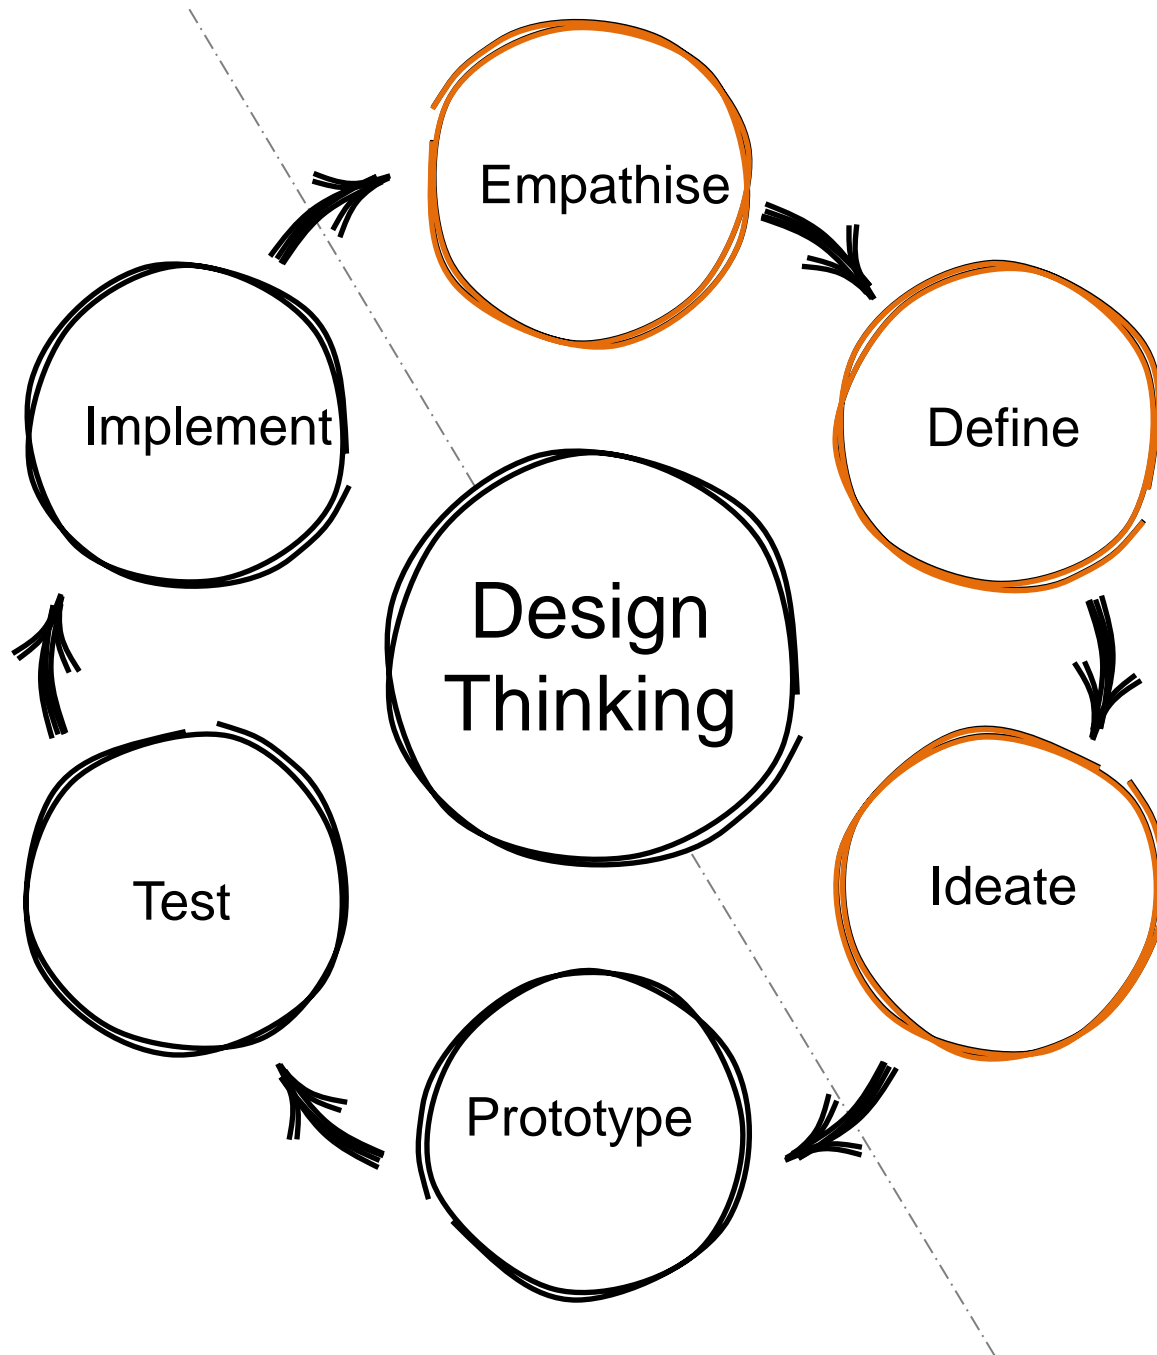 Empathise
Define
Ideate
Prototype
Test
Implement
Design
Thinking